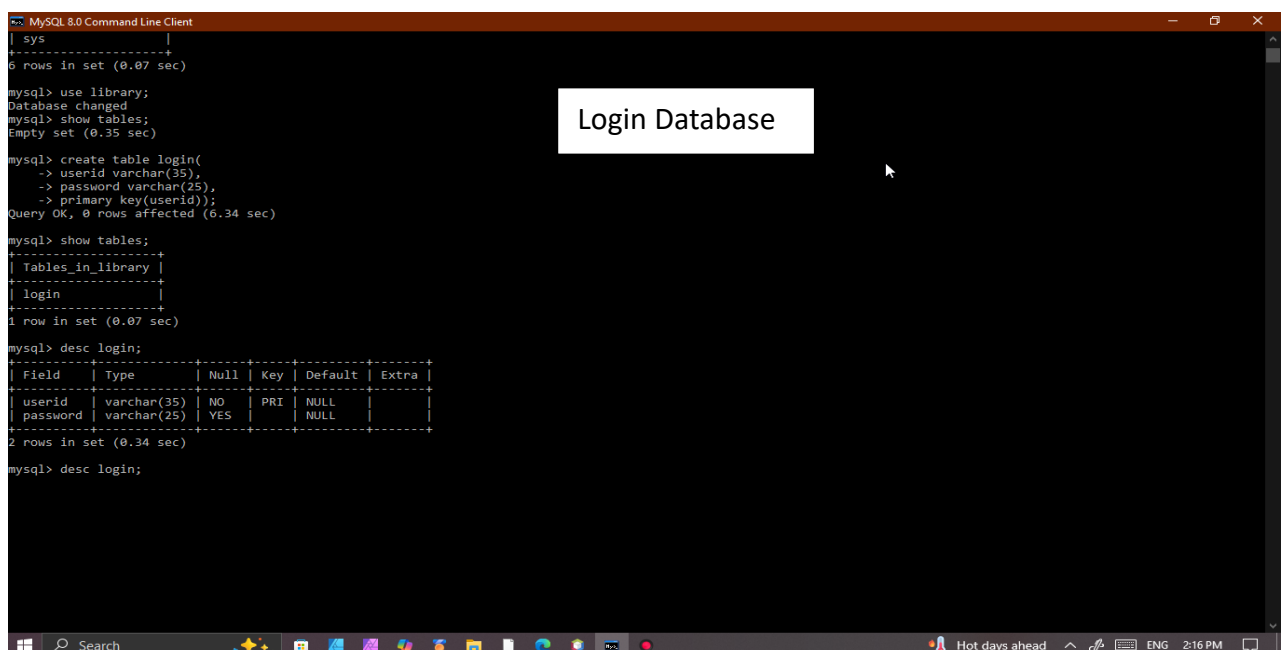 MySQL 8.0 Command Line Client
| sys                |
+--------------------+
6 rows in set (0.07 sec)
mysql> use library;
Database changed
mysql> show tables;
Empty set (0.35 sec)
Login Database
mysql> create table login(
    -> userid varchar(35),
    -> password varchar(25),
    -> primary key(userid));
Query OK, 0 rows affected (6.34 sec)
mysql> show tables;
+-------------------+
| Tables_in_library |
+-------------------+
| login             |
+-------------------+
1 row in set (0.07 sec)
mysql> desc login;
+----------+-------------+------+-----+---------+-------+
| Field    | Type        | Null | Key | Default | Extra |
+----------+-------------+------+-----+---------+-------+
| userid   | varchar(35) | NO   | PRI | NULL    |       |
| password | varchar(25) | YES  |     | NULL    |       |
+----------+-------------+------+-----+---------+-------+
2 rows in set (0.34 sec)
mysql> desc login;
Search
Hot days ahead
ENG
2:16 PM